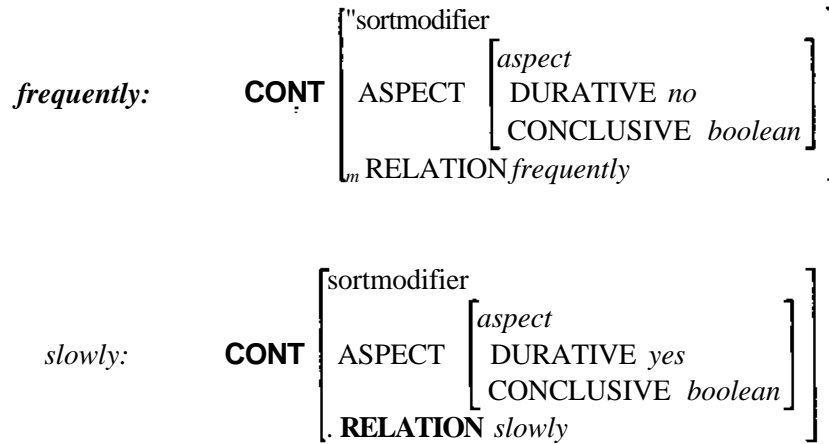 "sortmodifier
aspect
frequently: CONT ASPECT DURATIVE no
CONCLUSIVE boolean
m RELATION frequently
sortmodifier
aspect
slowly: CONT ASPECT DURATIVE yes
CONCLUSIVE boolean
. RELATION slowly